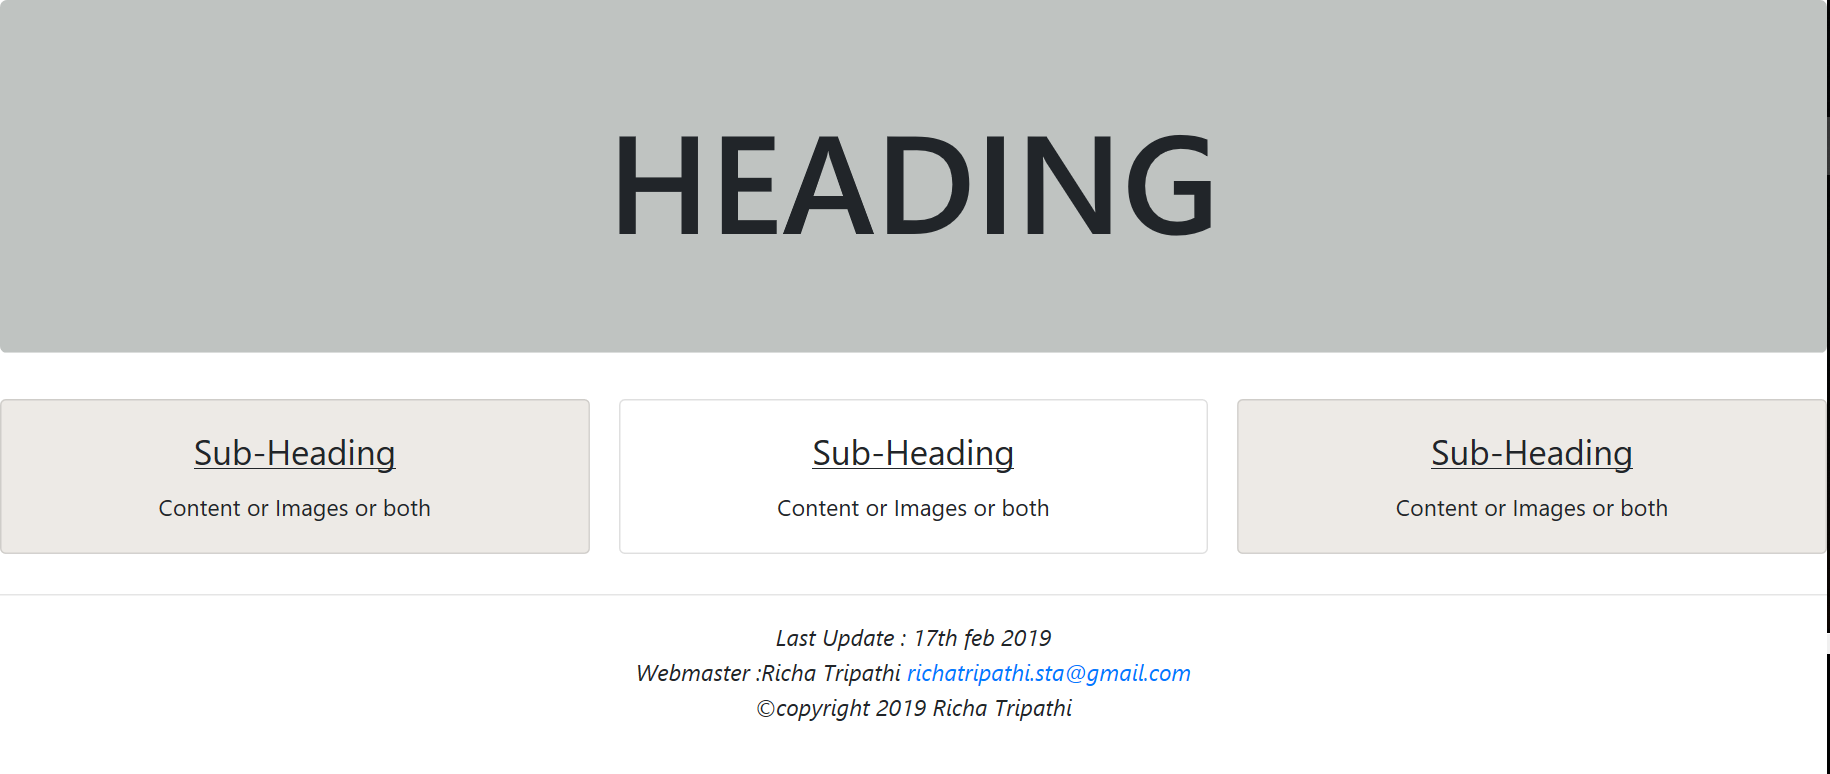 HEADING
Sub-Heading
Content or Images or both
Sub-Heading
Content or Images or both
Sub-Heading
Content or Images or both
Last Update : 17th feb 2019
Webmaster :Richa Tripathi richatripathi.sta@gmail.com
©copyright 2019 Richa Tripathi